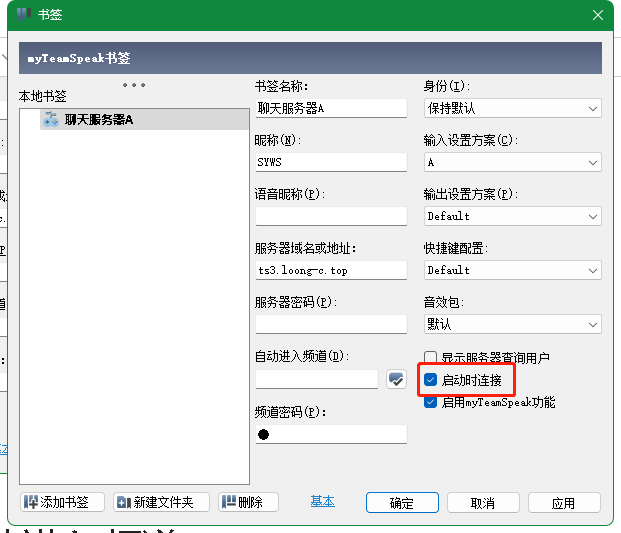 书签
myTeamSpeak书签
本地书签
聊天服务器A
书签名称：
聊天服务器A
昵称(N):
SYWS
语音昵称(P):
服务器域名或地址：
ts3.loong-c.top
服务器密码(P):
自动进入频道(D):
频道密码(P):
身份(I):
保持默认
输入设置方案(C):
A
输出设置方案(P):
Default
快捷键配置:
Default
音效包:
默认
显示服务器查询用户
启动时连接
启用myTeamSpeak功能
添加书签
新建文件夹
删除
基本
确定
取消
应用